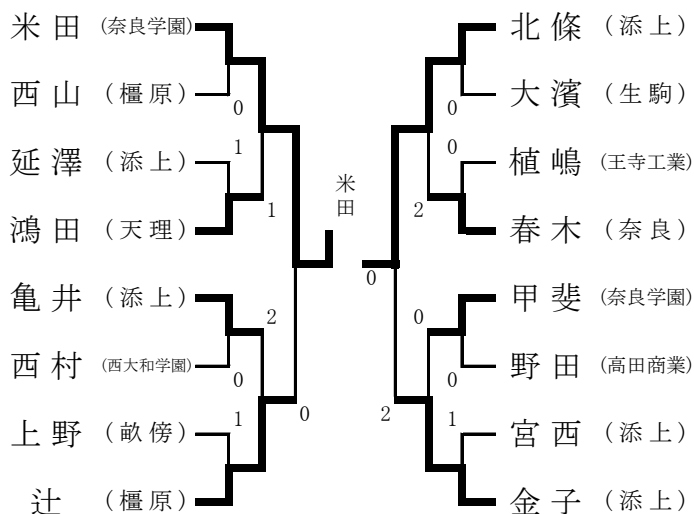 米田 (奈良学園) 北條 (添上)
西山 (橿原) 0 0 大濱 (生駒)
延澤 (添上) 1 0 植嶋 (王寺工業)
米田
鴻田 (天理) 1 2 春木 (奈良)
0
亀井 (添上) 2 0 甲斐 (奈良学園)
西村 (西大和学園) 0 0 野田 (高田商業)
上野 (畝傍) 1 0 2 1 宮西 (添上)
辻 (橿原) 金子 (添上)